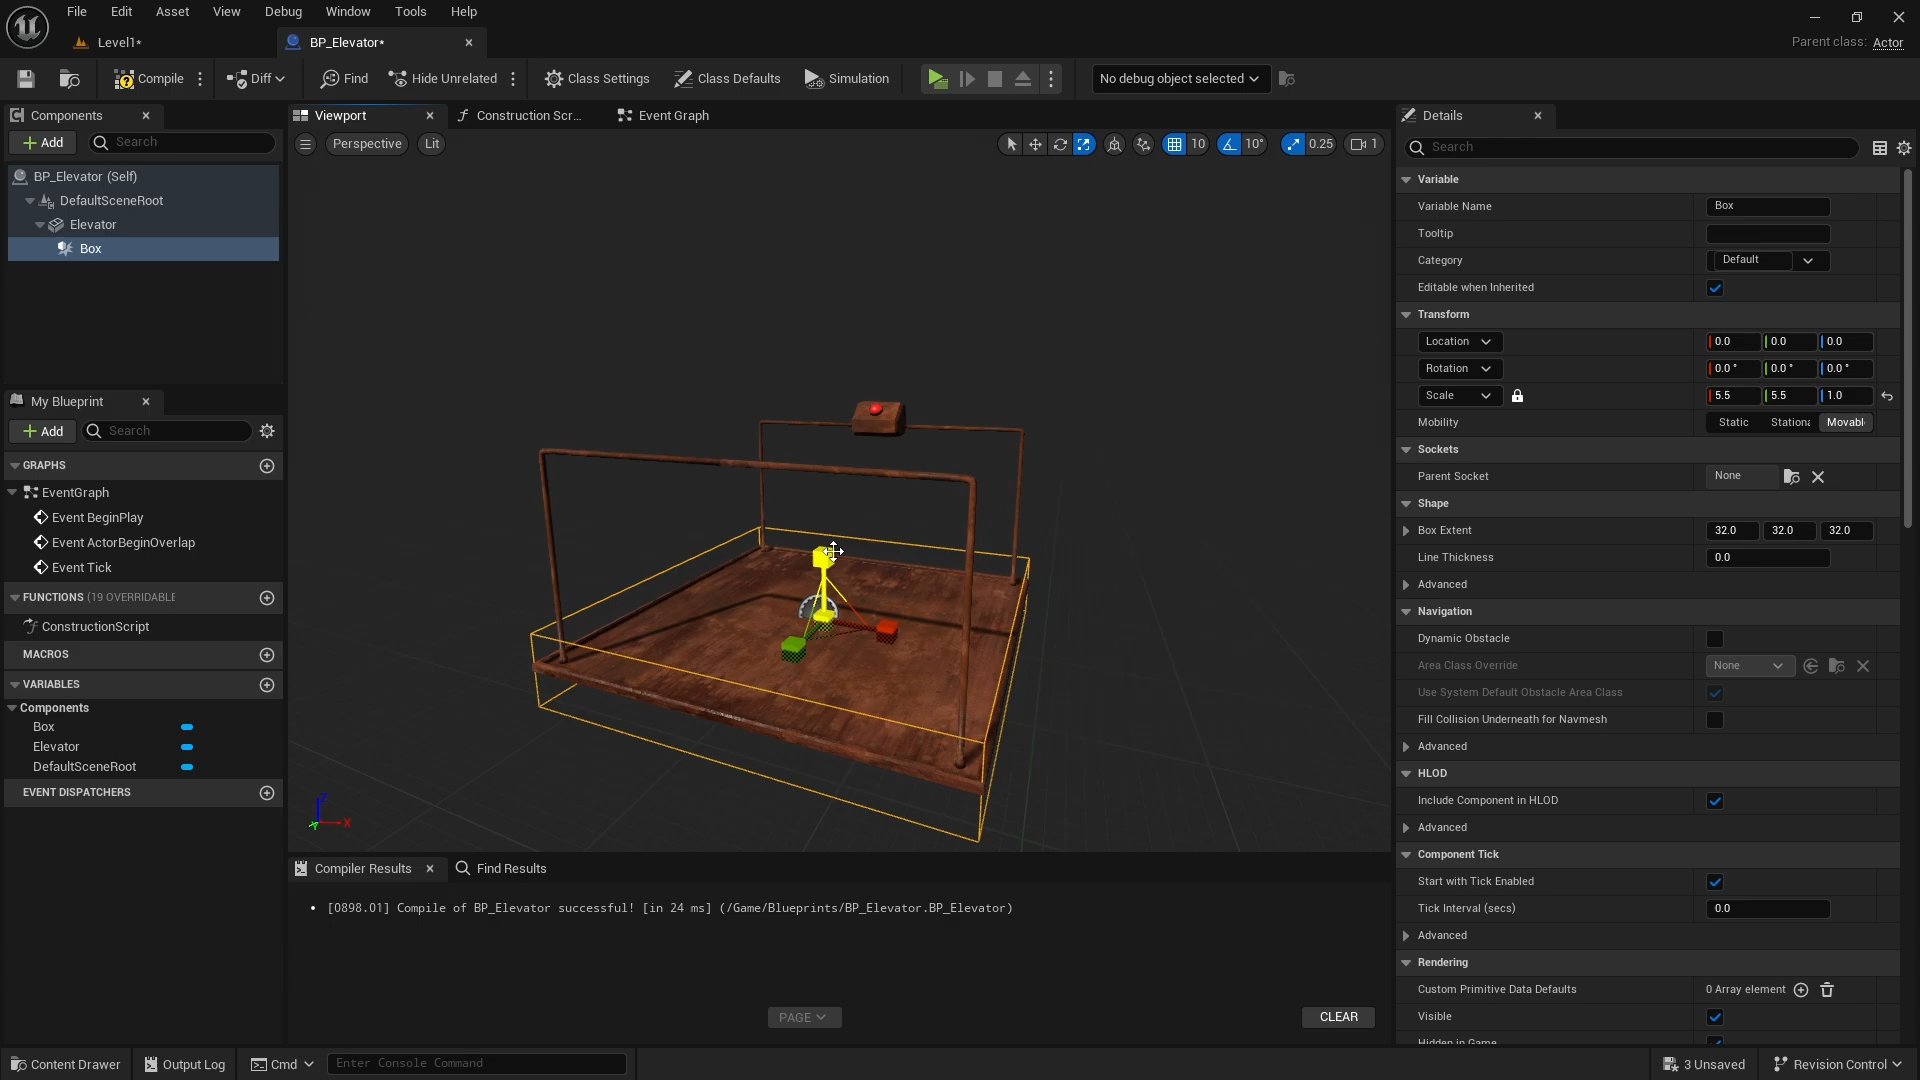 File Edit Asset View Debug Window Tools Help
Level1*
BP_Elevator*
Parent class: Actor
Compile
Diff
Find
Hide Unrelated
Class Settings
Class Defaults
Simulation
No debug object selected
Components
Add
Search
BP_Elevator (Self)
DefaultSceneRoot
Elevator
Box
My Blueprint
Add
Search
GRAPHS
EventGraph
Event BeginPlay
Event ActorBeginOverlap
Event Tick
FUNCTIONS (19 OVERRIDABLE
ConstructionScript
MACROS
VARIABLES
Components
Box
Elevator
DefaultSceneRoot
EVENT DISPATCHERS
Viewport
Construction Scr...
Event Graph
Perspective
Lit
10
10°
0.25
1
Z
X
Y
Compiler Results
Find Results
[0898.01] Compile of BP_Elevator successful! [in 24 ms] (/Game/Blueprints/BP_Elevator.BP_Elevator)
PAGE
CLEAR
Details
Search
Variable
Variable Name Box
Tooltip
Category Default
Editable when Inherited
Transform
Location 0.0 0.0 0.0
Rotation 0.0 ° 0.0 ° 0.0 °
Scale 5.5 5.5 1.0
Mobility Static Stationa Movabl
Sockets
Parent Socket None
Shape
Box Extent 32.0 32.0 32.0
Line Thickness 0.0
Advanced
Navigation
Dynamic Obstacle
Area Class Override None
Use System Default Obstacle Area Class
Fill Collision Underneath for Navmesh
Advanced
HLOD
Include Component in HLOD
Advanced
Component Tick
Start with Tick Enabled
Tick Interval (secs) 0.0
Advanced
Rendering
Custom Primitive Data Defaults 0 Array element
Visible
Hidden in Game
Content Drawer
Output Log
Cmd
Enter Console Command
3 Unsaved
Revision Control